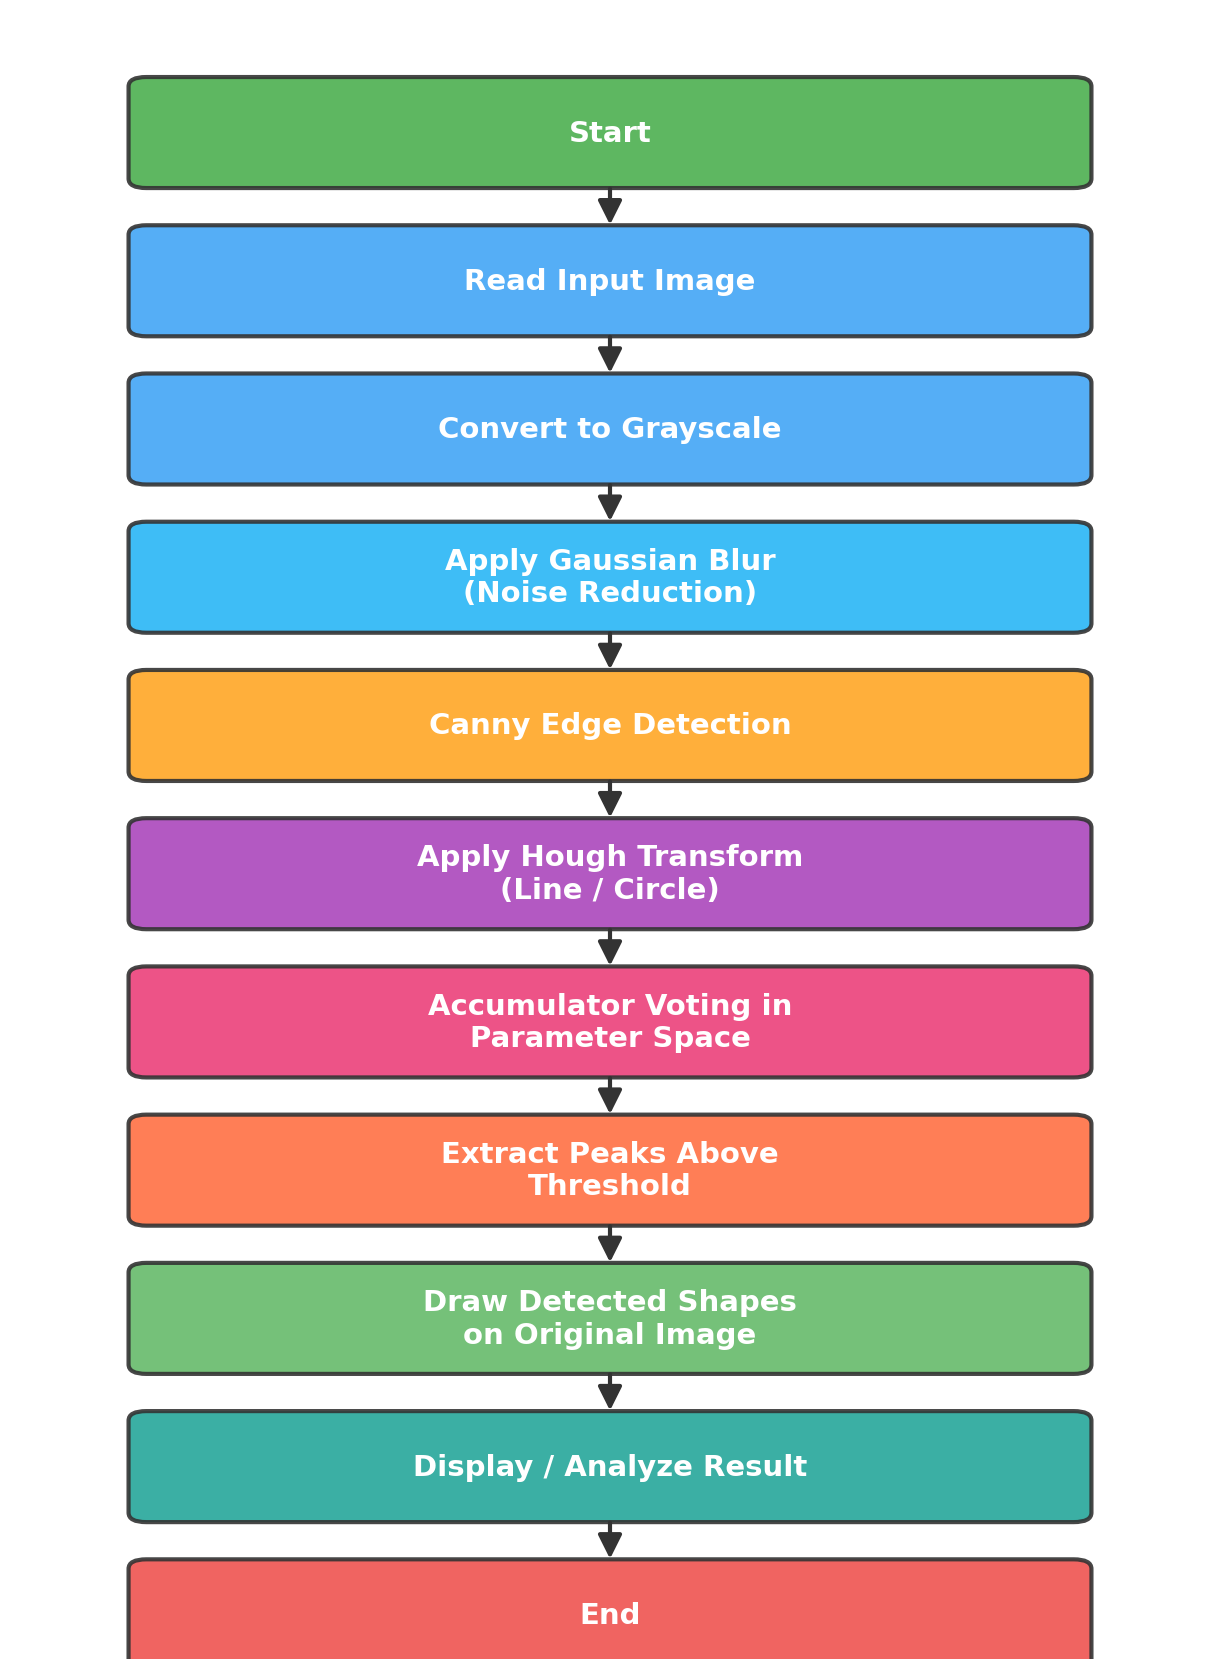 Start
Read Input Image
Convert to Grayscale
Apply Gaussian Blur
(Noise Reduction)
Canny Edge Detection
Apply Hough Transform
(Line / Circle)
Accumulator Voting in
Parameter Space
Extract Peaks Above
Threshold
Draw Detected Shapes
on Original Image
Display / Analyze Result
End